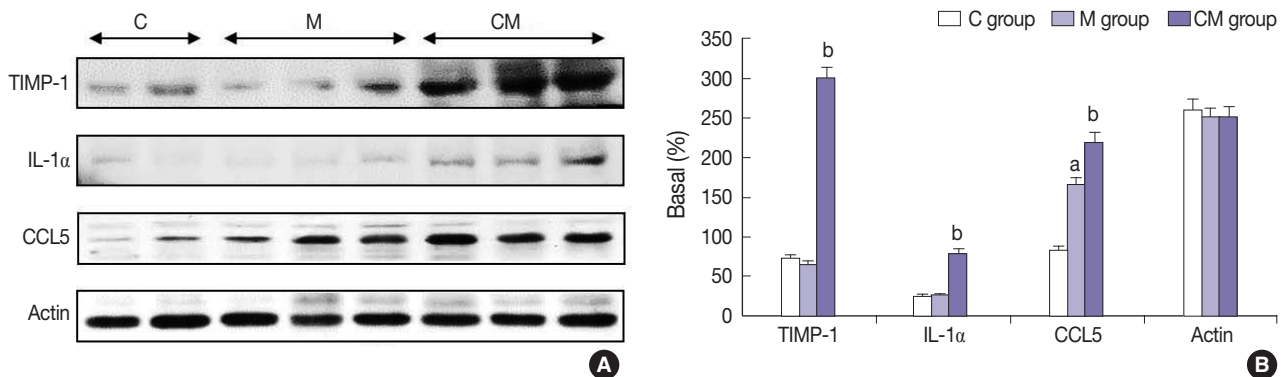 C M CM
TIMP-1
IL-1α
CCL5
Actin
A
C group M group CM group
Basal (%)
350
300
250
200
150
100
50
0
b
b
a
b
TIMP-1 IL-1α CCL5 Actin
B